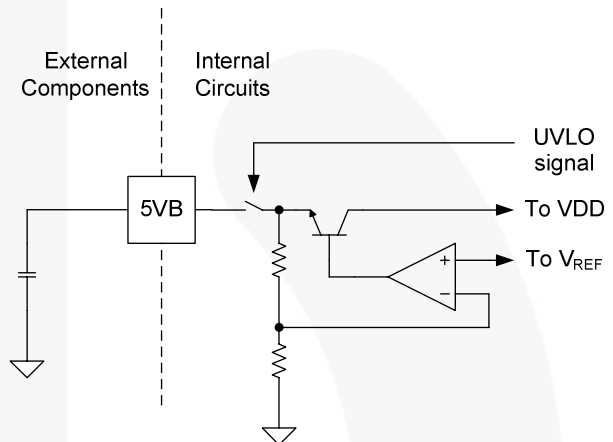 External
Components
Internal
Circuits
UVLO
signal
5VB
To VDD
+
To VREF
−